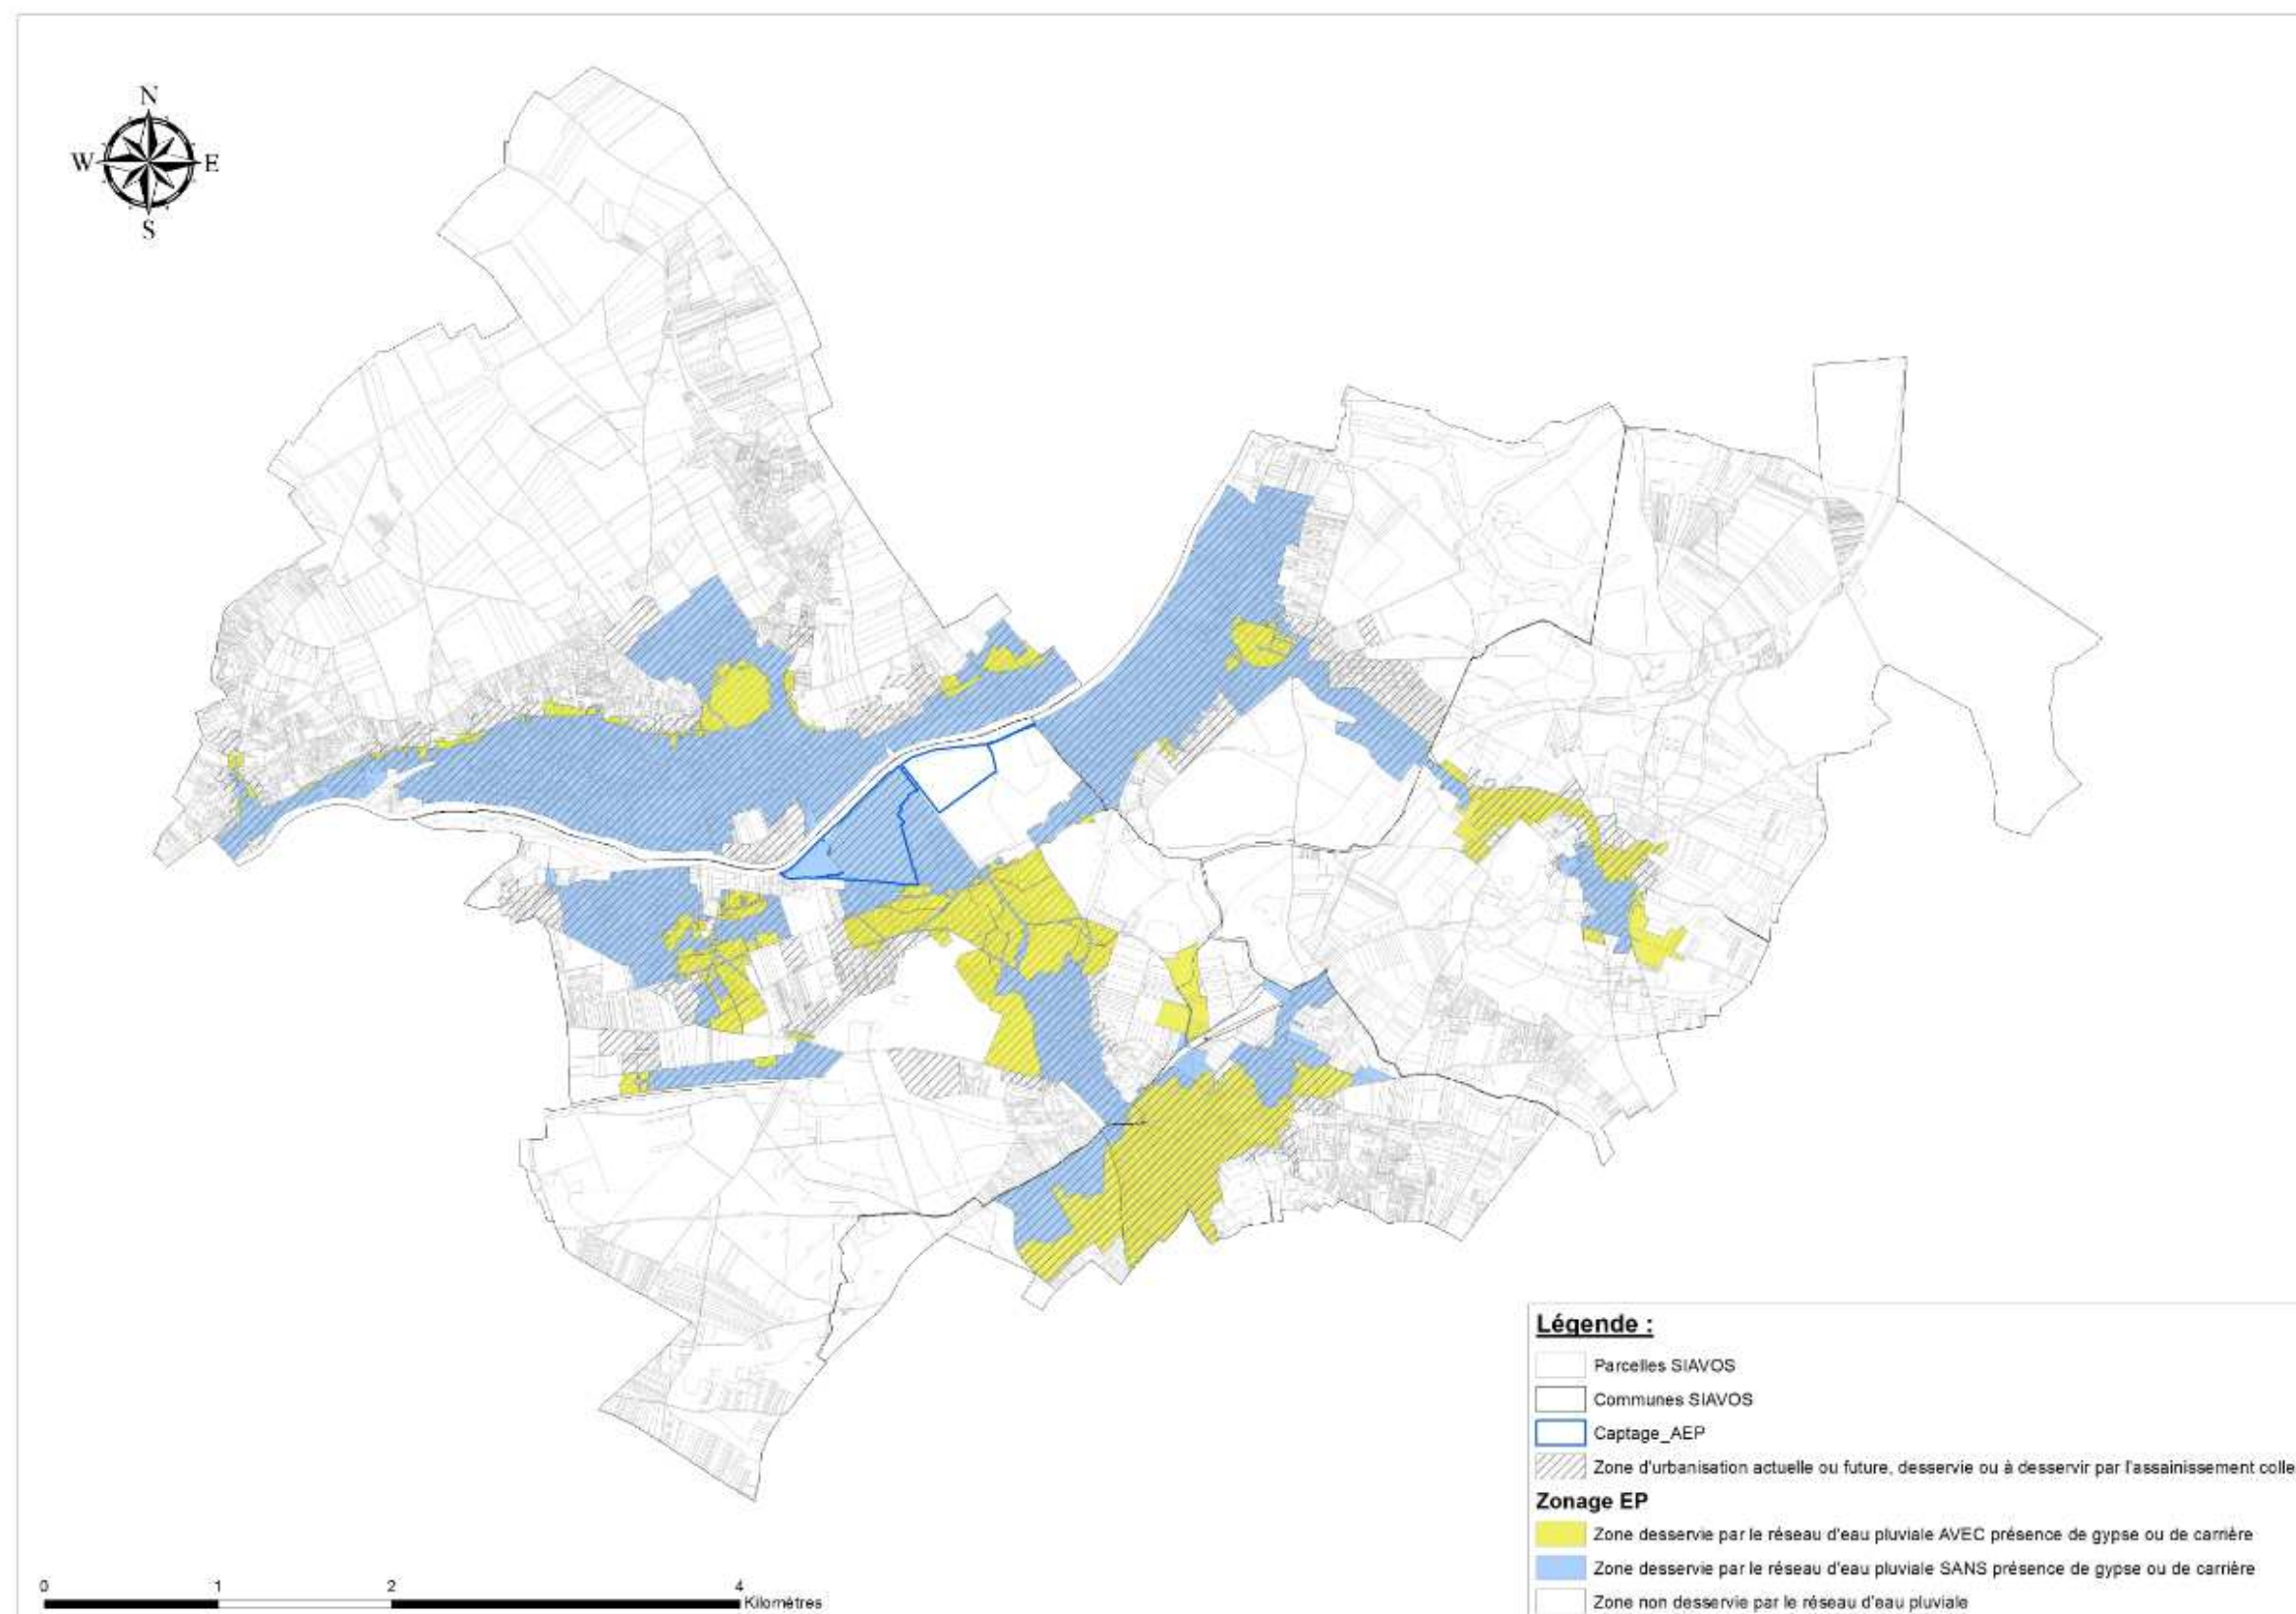 N
W E
S
Légende :
Parcelles SIAVOS
Communes SIAVOS
Captage_AEP
Zone d'urbanisation actuelle ou future, desservie ou à desservir par l'assainissement colle
Zonage EP
Zone desservie par le réseau d'eau pluviale AVEC présence de gypse ou de carrière
Zone desservie par le réseau d'eau pluviale SANS présence de gypse ou de carrière
Zone non desservie par le réseau d'eau pluviale
0 1 2 4
Kilomètres